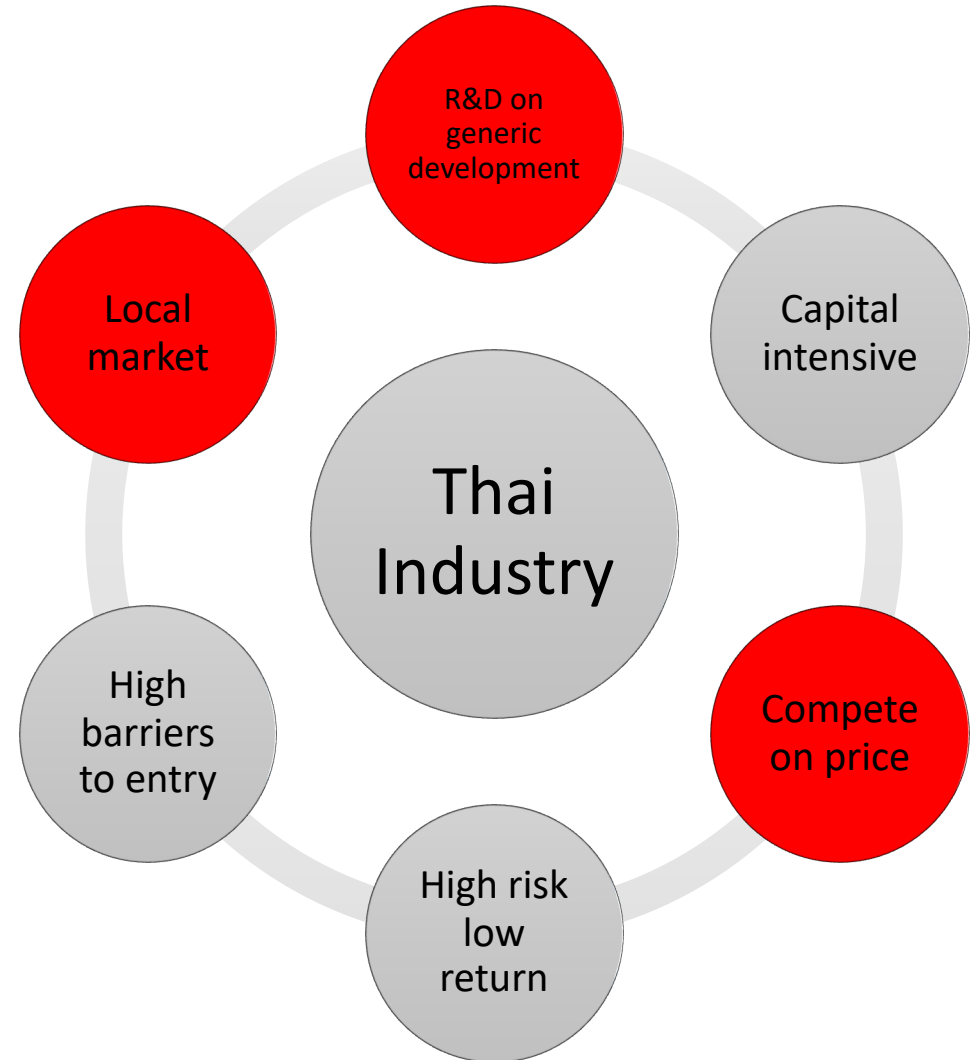 R&D on
generic
development
Capital
intensive
Compete
on price
High risk
low
return
High
barriers
to entry
Local
market
Thai
Industry